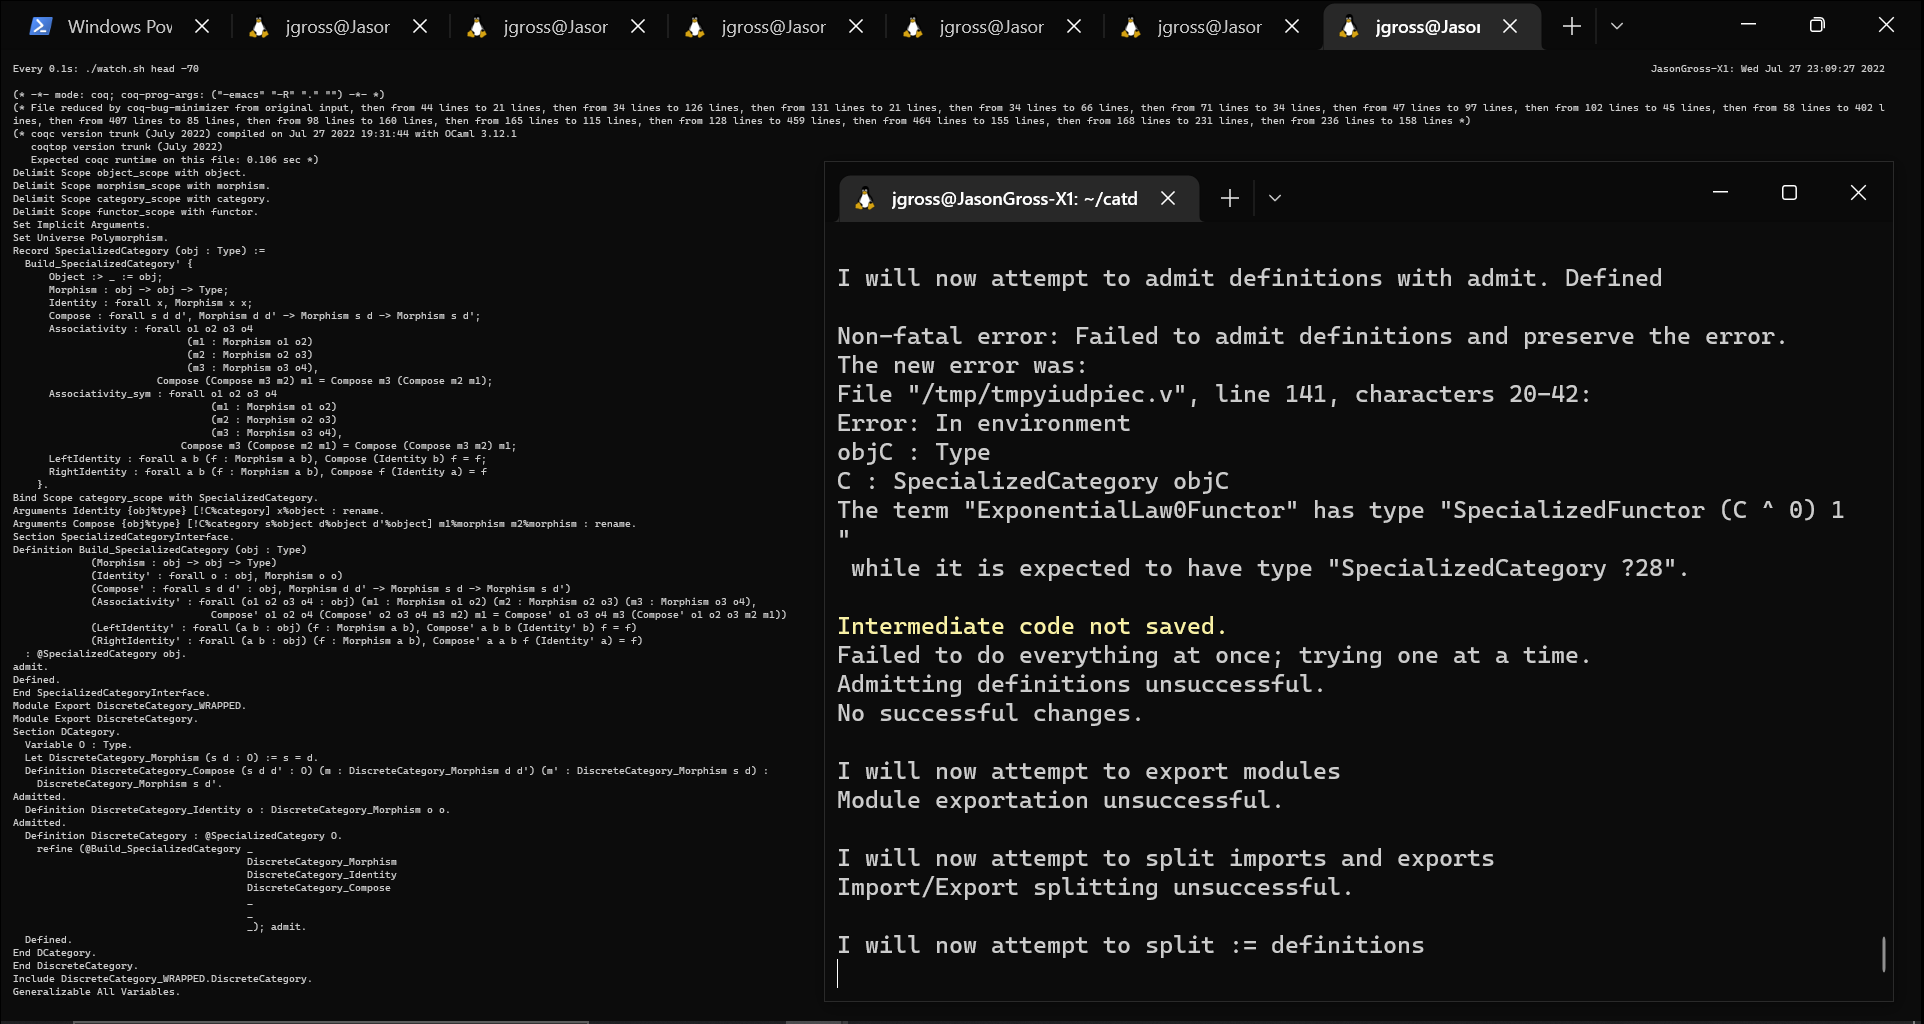 Windows Pow
jgross@Jasor
jgross@Jasor
jgross@Jasor
jgross@Jasor
jgross@Jasor
jgross@Jason
Every 0.1s: ./watch.sh head -70
JasonGross-X1: Wed Jul 27 23:09:27 2022
(* -*- mode: coq; coq-prog-args: ("-emacs" "-R" "." "") -*- *)
(* File reduced by coq-bug-minimizer from original input, then from 44 lines to 21 lines, then from 34 lines to 126 lines, then from 131 lines to 21 lines, then from 34 lines to 66 lines, then from 71 lines to 34 lines, then from 47 lines to 97 lines, then from 102 lines to 45 lines, then from 58 lines to 402 l
ines, then from 407 lines to 85 lines, then from 98 lines to 160 lines, then from 165 lines to 115 lines, then from 128 lines to 459 lines, then from 464 lines to 155 lines, then from 168 lines to 231 lines, then from 236 lines to 158 lines *)
(* coqc version trunk (July 2022) compiled on Jul 27 2022 19:31:44 with OCaml 3.12.1
   coqtop version trunk (July 2022)
   Expected coqc runtime on this file: 0.106 sec *)
Delimit Scope object_scope with object.
Delimit Scope morphism_scope with morphism.
Delimit Scope category_scope with category.
Delimit Scope functor_scope with functor.
Set Implicit Arguments.
Set Universe Polymorphism.
Record SpecializedCategory (obj : Type) :=
  Build_SpecializedCategory' {
      Object :> _ := obj;
      Morphism : obj -> obj -> Type;
      Identity : forall x, Morphism x x;
      Compose : forall s d d', Morphism d d' -> Morphism s d -> Morphism s d';
      Associativity : forall o1 o2 o3 o4
                             (m1 : Morphism o1 o2)
                             (m2 : Morphism o2 o3)
                             (m3 : Morphism o3 o4),
                        Compose (Compose m3 m2) m1 = Compose m3 (Compose m2 m1);
      Associativity_sym : forall o1 o2 o3 o4
                                 (m1 : Morphism o1 o2)
                                 (m2 : Morphism o2 o3)
                                 (m3 : Morphism o3 o4),
                            Compose m3 (Compose m2 m1) = Compose (Compose m3 m2) m1;
      LeftIdentity : forall a b (f : Morphism a b), Compose (Identity b) f = f;
      RightIdentity : forall a b (f : Morphism a b), Compose f (Identity a) = f
    }.
Bind Scope category_scope with SpecializedCategory.
Arguments Identity {obj%type} [!C%category] x%object : rename.
Arguments Compose {obj%type} [!C%category s%object d%object d'%object] m1%morphism m2%morphism : rename.
Section SpecializedCategoryInterface.
Definition Build_SpecializedCategory (obj : Type)
             (Morphism : obj -> obj -> Type)
             (Identity' : forall o : obj, Morphism o o)
             (Compose' : forall s d d' : obj, Morphism d d' -> Morphism s d -> Morphism s d')
             (Associativity' : forall (o1 o2 o3 o4 : obj) (m1 : Morphism o1 o2) (m2 : Morphism o2 o3) (m3 : Morphism o3 o4),
                                 Compose' o1 o2 o4 (Compose' o2 o3 o4 m3 m2) m1 = Compose' o1 o3 o4 m3 (Compose' o1 o2 o3 m2 m1))
             (LeftIdentity' : forall (a b : obj) (f : Morphism a b), Compose' a b b (Identity' b) f = f)
             (RightIdentity' : forall (a b : obj) (f : Morphism a b), Compose' a a b f (Identity' a) = f)
  : @SpecializedCategory obj.
admit.
Defined.
End SpecializedCategoryInterface.
Module Export DiscreteCategory_WRAPPED.
Module Export DiscreteCategory.
Section DCategory.
  Variable O : Type.
  Let DiscreteCategory_Morphism (s d : O) := s = d.
  Definition DiscreteCategory_Compose (s d d' : O) (m : DiscreteCategory_Morphism d d') (m' : DiscreteCategory_Morphism s d) :
    DiscreteCategory_Morphism s d'.
Admitted.
  Definition DiscreteCategory_Identity o : DiscreteCategory_Morphism o o.
Admitted.
  Definition DiscreteCategory : @SpecializedCategory O.
    refine (@Build_SpecializedCategory _
                                       DiscreteCategory_Morphism
                                       DiscreteCategory_Identity
                                       DiscreteCategory_Compose
                                       _
                                       _
                                       _); admit.
  Defined.
End DCategory.
End DiscreteCategory.
Include DiscreteCategory_WRAPPED.DiscreteCategory.
Generalizable All Variables.
jgross@JasonGross-X1: ~/catd
I will now attempt to admit definitions with admit. Defined
Non-fatal error: Failed to admit definitions and preserve the error.
The new error was:
File "/tmp/tmpyiudpiec.v", line 141, characters 20-42:
Error: In environment
objC : Type
C : SpecializedCategory objC
The term "ExponentialLaw0Functor" has type "SpecializedFunctor (C ^ 0) 1
"
 while it is expected to have type "SpecializedCategory ?28".
Intermediate code not saved.
Failed to do everything at once; trying one at a time.
Admitting definitions unsuccessful.
No successful changes.
I will now attempt to export modules
Module exportation unsuccessful.
I will now attempt to split imports and exports
Import/Export splitting unsuccessful.
I will now attempt to split := definitions